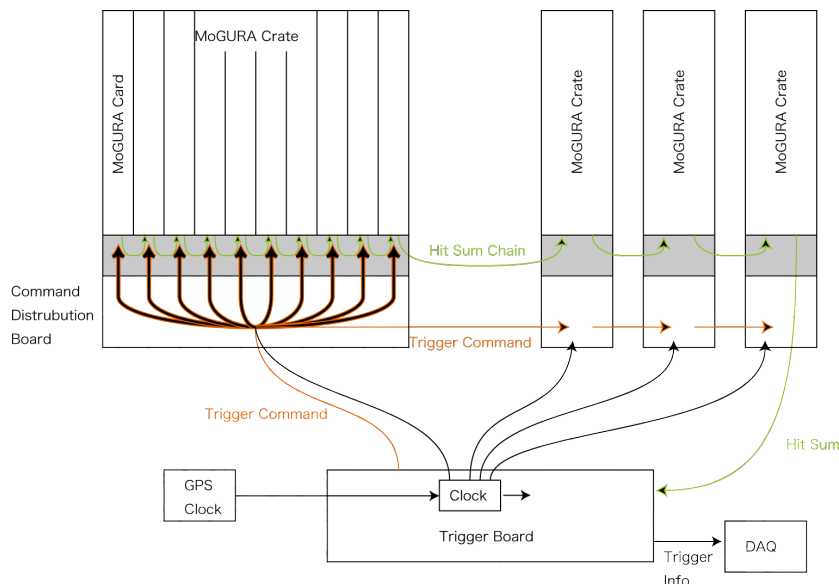 MoGURA Crate
MoGURA Card
MoGURA Crate
MoGURA Crate
MoGURA Crate
Hit Sum Chain
Command
Distrubution
Board
Trigger Command
Trigger Command
Hit Sum
GPS
Clock
Clock
Trigger Board
Trigger
Info
DAQ